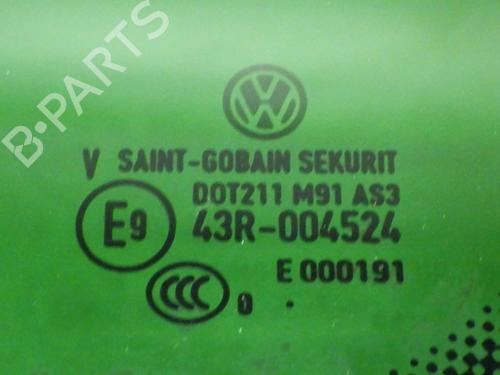 B-PARTS
V SAINT-GOBAIN SEKURIT
DOT211 M91 AS3
E9 43R-004524
E 000191
CCC 0 .